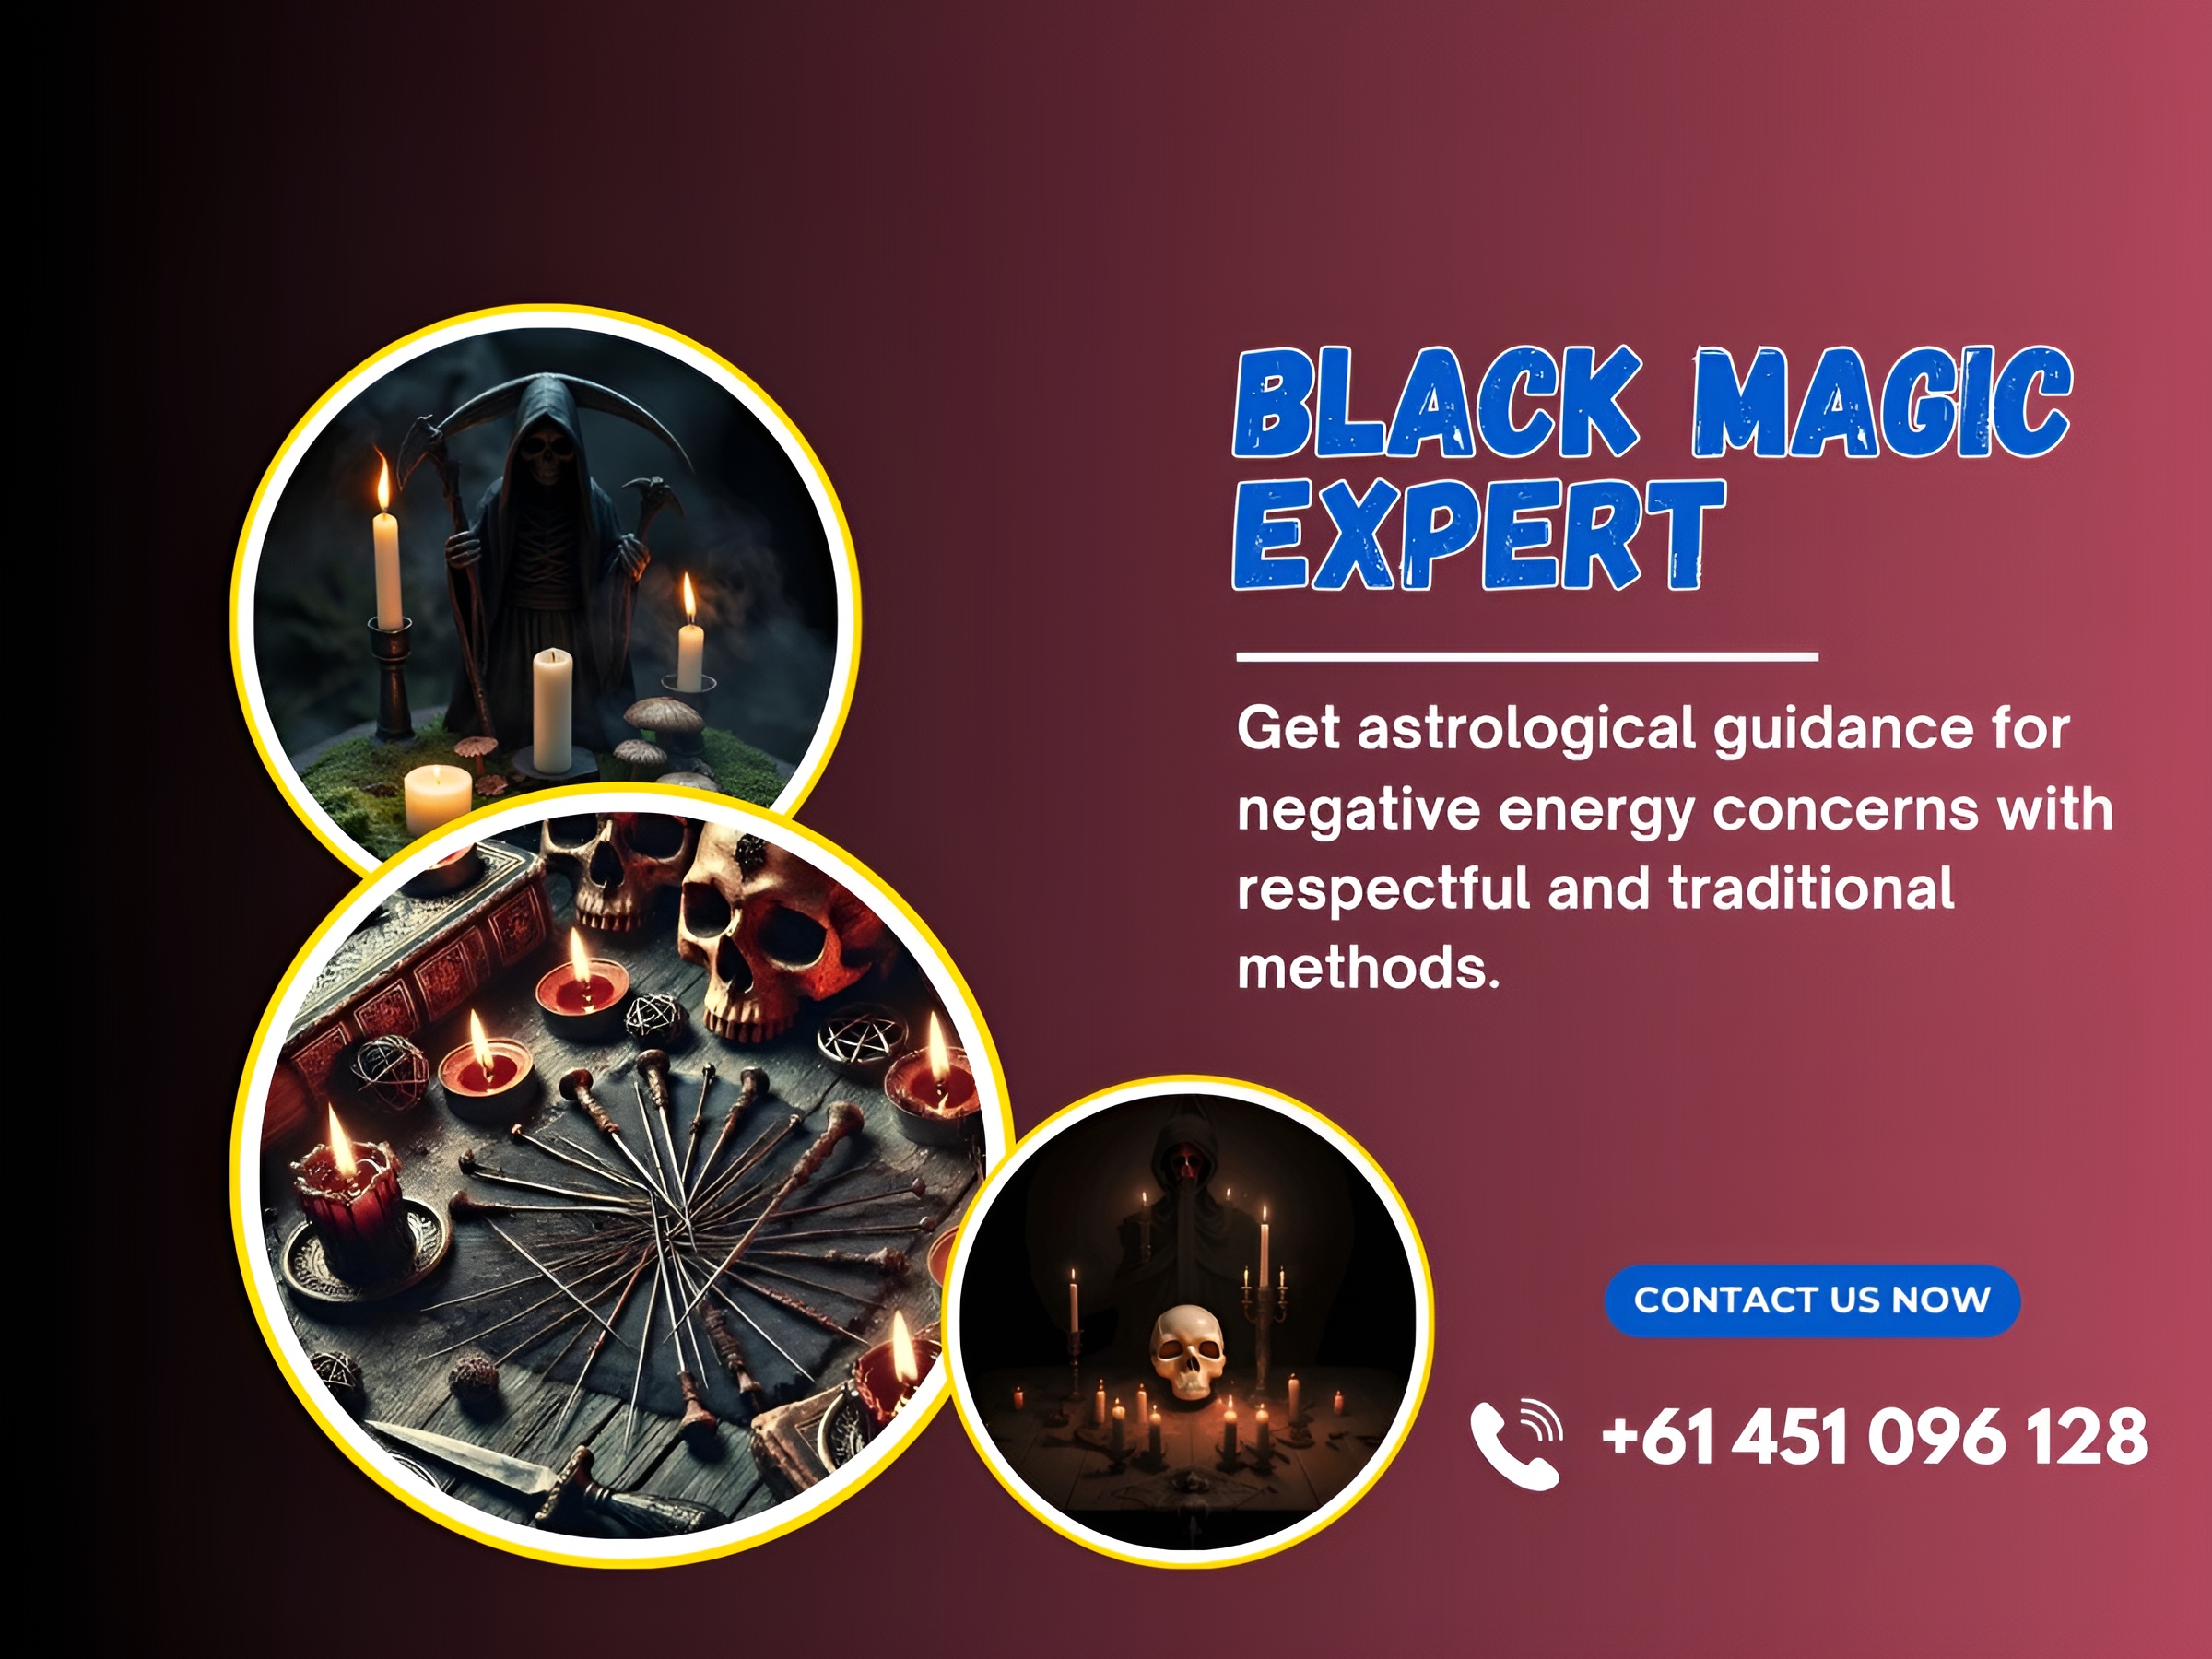 BLACK MAGIC
EXPERT
Get astrological guidance for
negative energy concerns with
respectful and traditional
methods.
CONTACT US NOW
+61 451 096 128